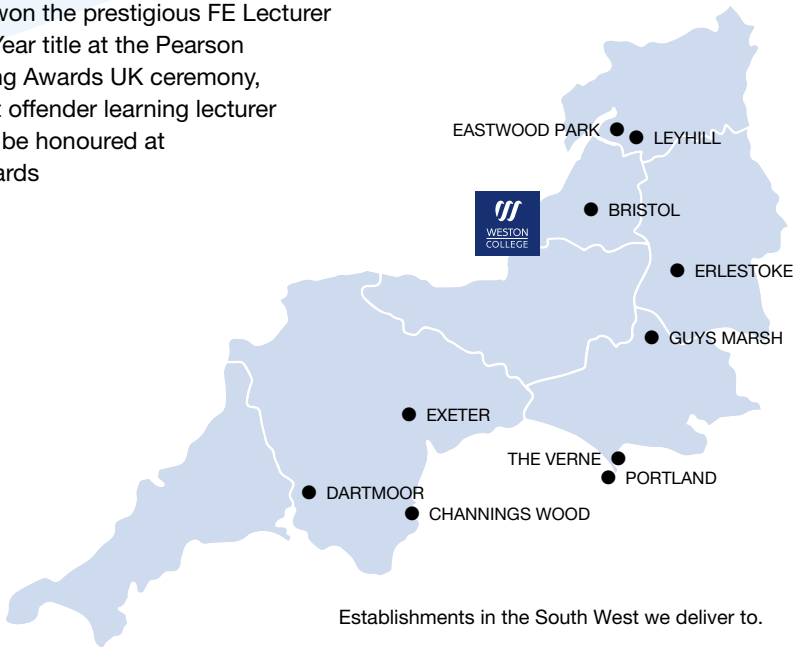 won the prestigious FE Lecturer
Year title at the Pearson
ng Awards UK ceremony,
offender learning lecturer
be honoured at
ards
EASTWOOD PARK
LEYHILL
BRISTOL
WESTON
COLLEGE
ERLESTOKE
GUYS MARSH
EXETER
THE VERNE
PORTLAND
DARTMOOR
CHANNINGS WOOD
Establishments in the South West we deliver to.